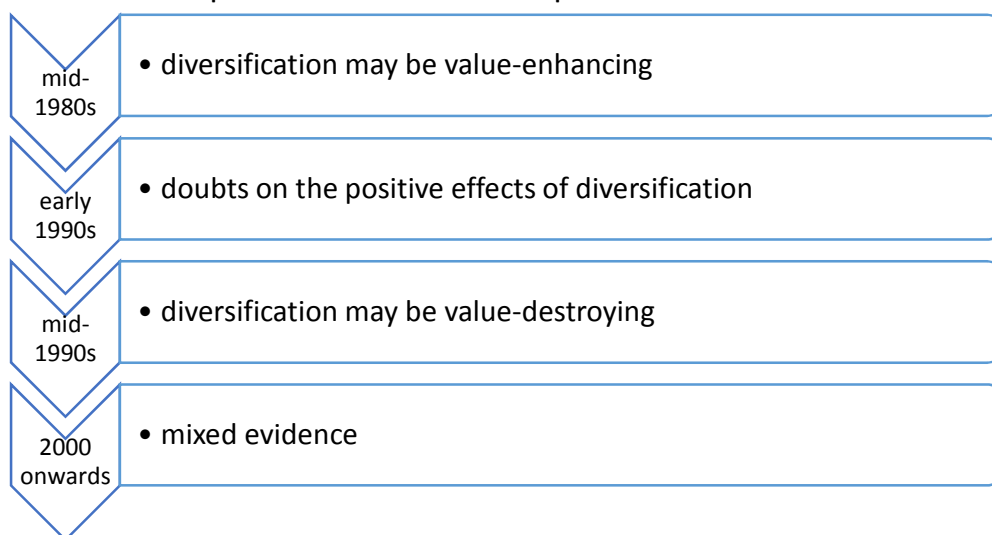 mid-
1980s
• diversification may be value-enhancing
early
1990s
• doubts on the positive effects of diversification
mid-
1990s
• diversification may be value-destroying
2000
onwards
• mixed evidence